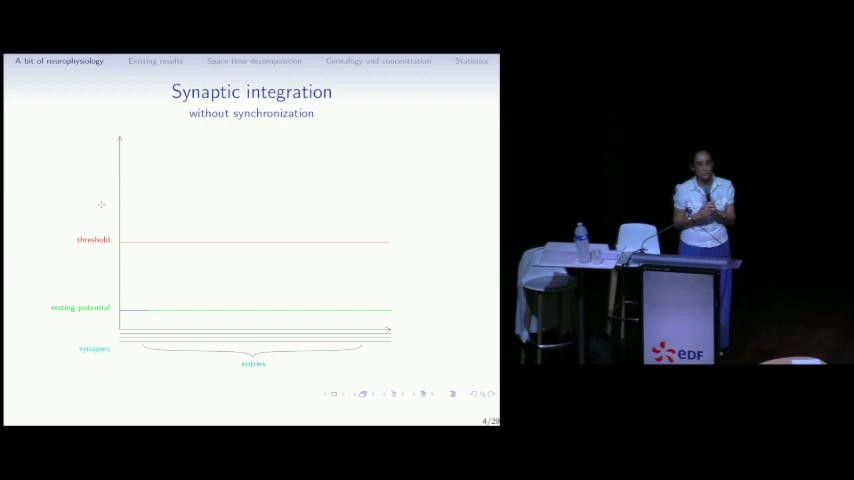 A bit of neurophysiology Existing results Space-time decomposition Genealogy and concentration Statistics
Synaptic integration
without synchronization
threshold
resting potential
synapses
entries
4/29
eDF